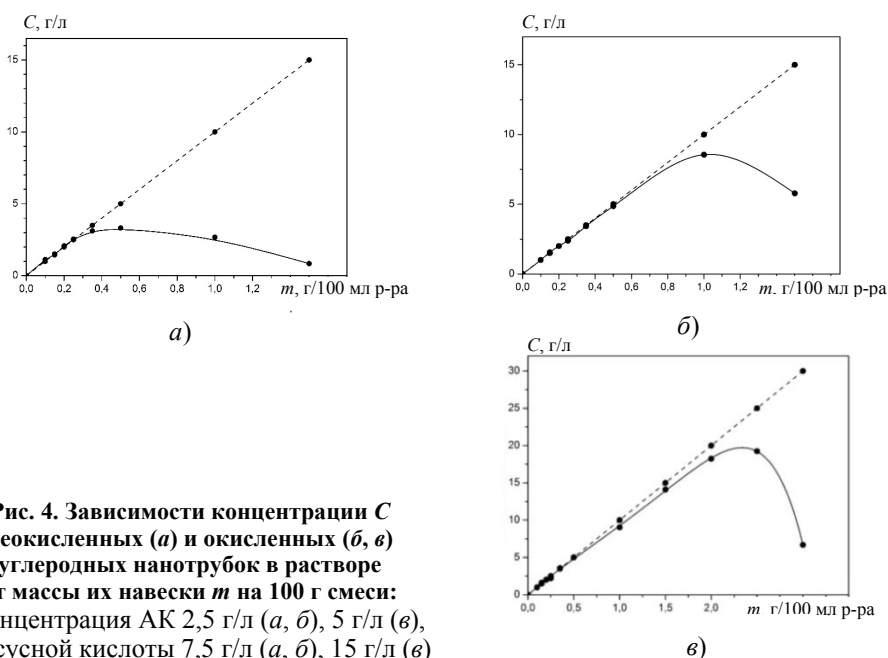 C, г/л
15
10
5
0
0,0 0,2 0,4 0,6 0,8 1,0 1,2
m, г/100 мл р-ра
а)
C, г/л
15
10
5
0
0,0 0,2 0,4 0,6 0,8 1,0 1,2
m, г/100 мл р-ра
б)
C, г/л
30
25
20
15
10
5
0
0,0 0,5 1,0 1,5 2,0
m г/100 мл р-ра
в)
Рис. 4. Зависимости концентрации C
еокисленных (а) и окисленных (б, в)
углеродных нанотрубок в растворе
т массы их навески m на 100 г смеси:
нцентрация АК 2,5 г/л (а, б), 5 г/л (в),
сусной кислоты 7,5 г/л (а, б), 15 г/л (в)